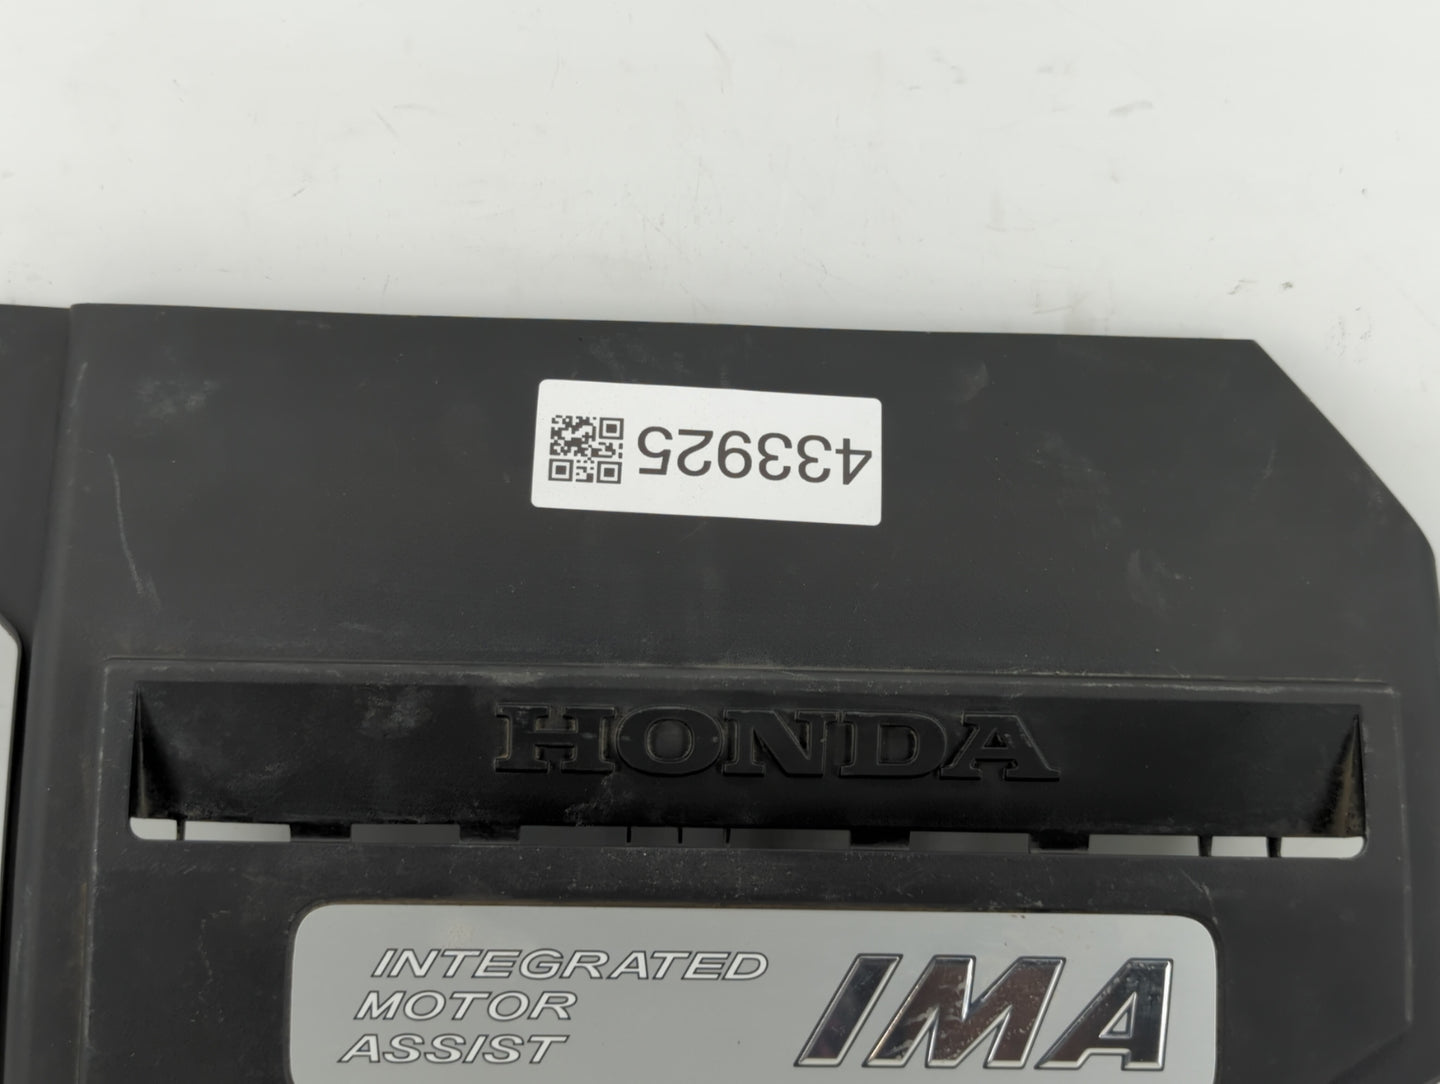 433925
HONDA
INTEGRATED
MOTOR
ASSIST
IMA